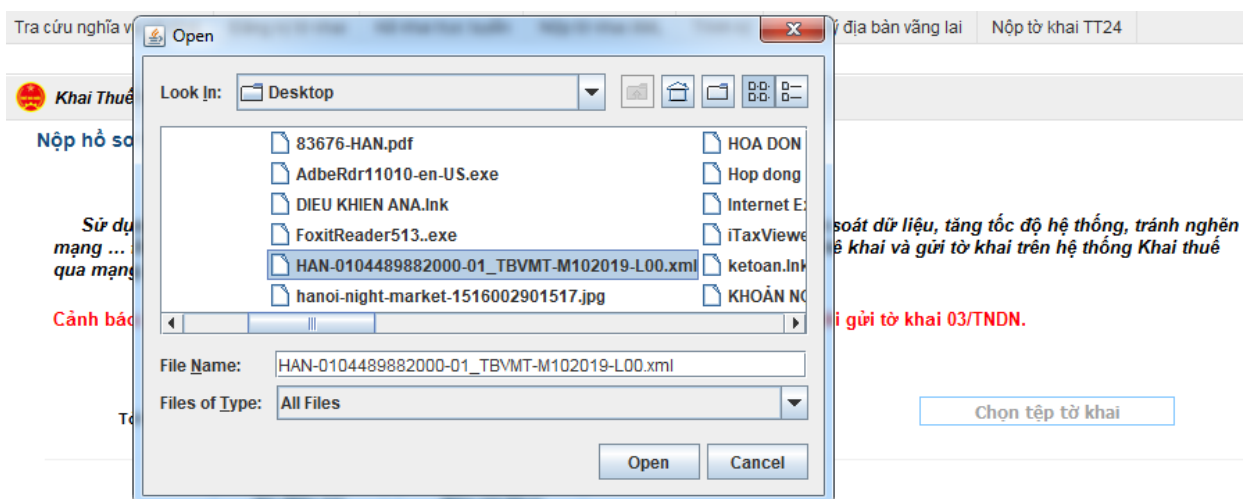 Tra cứu nghĩa v
Open
ý địa bàn vãng lai
Nộp tờ khai TT24
Khai Thuế
Look In:
Desktop
Nộp hồ sơ
83676-HAN.pdf
HOA DON
AdbeRdr11010-en-US.exe
Hop dong
DIEU KHIEN ANA.lnk
Internet E
Sử dụ
soát dữ liệu, tăng tốc độ hệ thống, tránh nghẽn
FoxitReader513..exe
iTaxViewe
mạng ...
ê khai và gửi tờ khai trên hệ thống Khai thuế
HAN-0104489882000-01_TBVMT-M102019-L00.xml
ketoan.lnk
qua mạng
hanoi-night-market-1516002901517.jpg
KHOẢN NỢ
Cảnh báo
i gửi tờ khai 03/TNDN.
File Name:
HAN-0104489882000-01_TBVMT-M102019-L00.xml
Files of Type:
All Files
Chọn tệp tờ khai
Open
Cancel